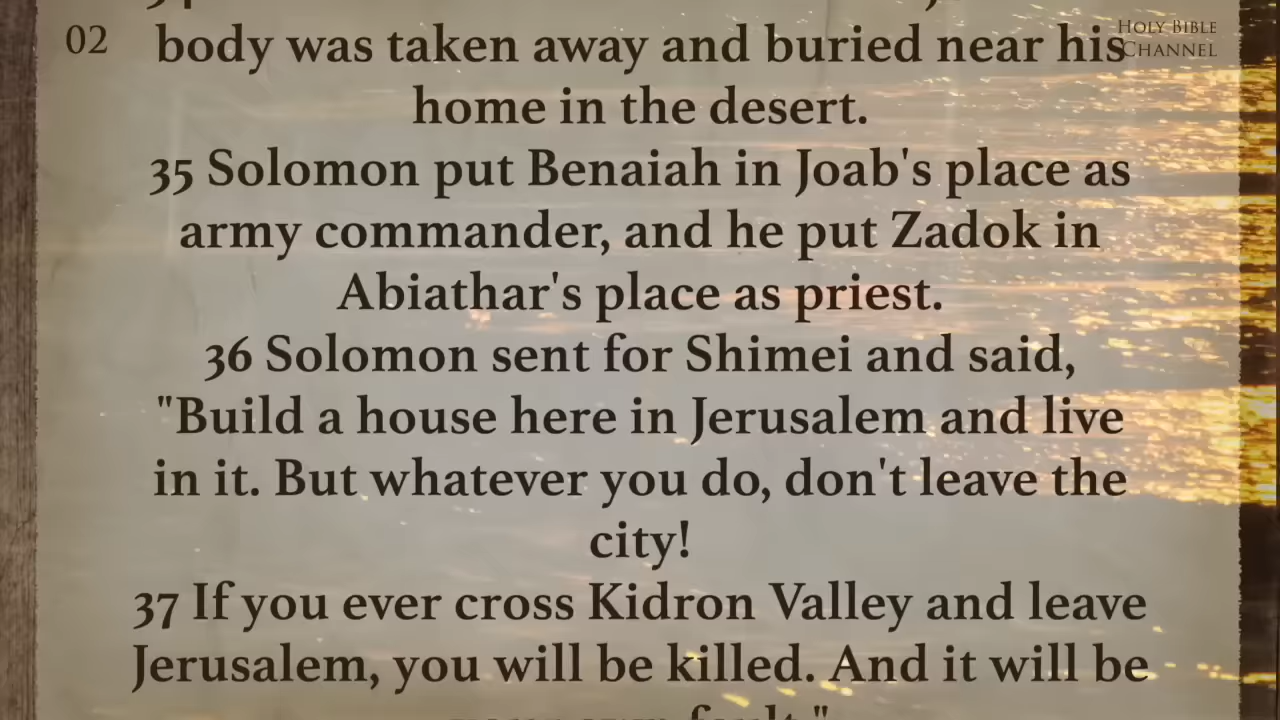 02
HOLY BIBLE
CHANNEL
body was taken away and buried near his
home in the desert.
35 Solomon put Benaiah in Joab's place as
army commander, and he put Zadok in
Abiathar's place as priest.
36 Solomon sent for Shimei and said,
"Build a house here in Jerusalem and live
in it. But whatever you do, don't leave the
city!
37 If you ever cross Kidron Valley and leave
Jerusalem, you will be killed. And it will be